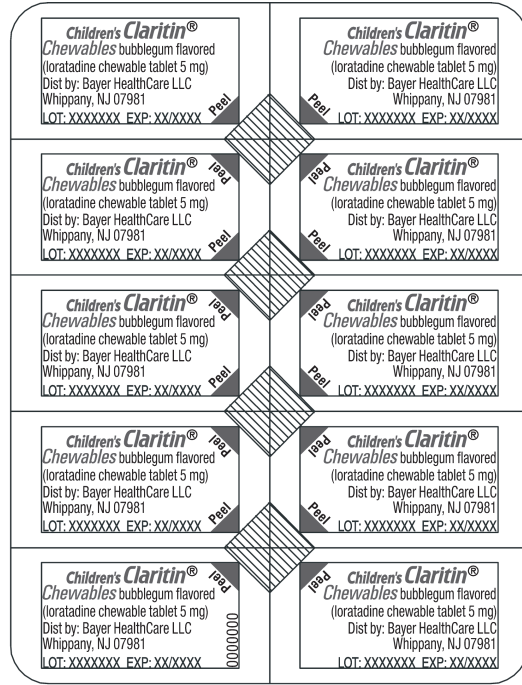 Children's Claritin®
Chewables bubblegum flavored
(loratadine chewable tablet 5 mg)
Dist by: Bayer HealthCare LLC
Whippany, NJ 07981
LOT: XXXXXXX EXP: XX/XXXX
Peel
Children's Claritin®
Chewables bubblegum flavored
(loratadine chewable tablet 5 mg)
Dist by: Bayer HealthCare LLC
Whippany, NJ 07981
LOT: XXXXXXX EXP: XX/XXXX
Peel
Children's Claritin®
Peel
Chewables bubblegum flavored
(loratadine chewable tablet 5 mg)
Dist by: Bayer HealthCare LLC
Whippany, NJ 07981
LOT: XXXXXXX EXP: XX/XXXX
Peel
Children's Claritin®
Peel
Chewables bubblegum flavored
(loratadine chewable tablet 5 mg)
Dist by: Bayer HealthCare LLC
Whippany, NJ 07981
LOT: XXXXXXX EXP: XX/XXXX
Peel
Children's Claritin®
Peel
Chewables bubblegum flavored
(loratadine chewable tablet 5 mg)
Dist by: Bayer HealthCare LLC
Whippany, NJ 07981
LOT: XXXXXXX EXP: XX/XXXX
Peel
Children's Claritin®
Peel
Chewables bubblegum flavored
(loratadine chewable tablet 5 mg)
Dist by: Bayer HealthCare LLC
Whippany, NJ 07981
LOT: XXXXXXX EXP: XX/XXXX
Peel
Children's Claritin®
Peel
Chewables bubblegum flavored
(loratadine chewable tablet 5 mg)
Dist by: Bayer HealthCare LLC
Whippany, NJ 07981
LOT: XXXXXXX EXP: XX/XXXX
Peel
Children's Claritin®
Peel
Chewables bubblegum flavored
(loratadine chewable tablet 5 mg)
Dist by: Bayer HealthCare LLC
Whippany, NJ 07981
LOT: XXXXXXX EXP: XX/XXXX
Peel
Children's Claritin®
Peel
Chewables bubblegum flavored
(loratadine chewable tablet 5 mg)
Dist by: Bayer HealthCare LLC
Whippany, NJ 07981
LOT: XXXXXXX EXP: XX/XXXX
0000000
Children's Claritin®
Peel
Chewables bubblegum flavored
(loratadine chewable tablet 5 mg)
Dist by: Bayer HealthCare LLC
Whippany, NJ 07981
LOT: XXXXXXX EXP: XX/XXXX